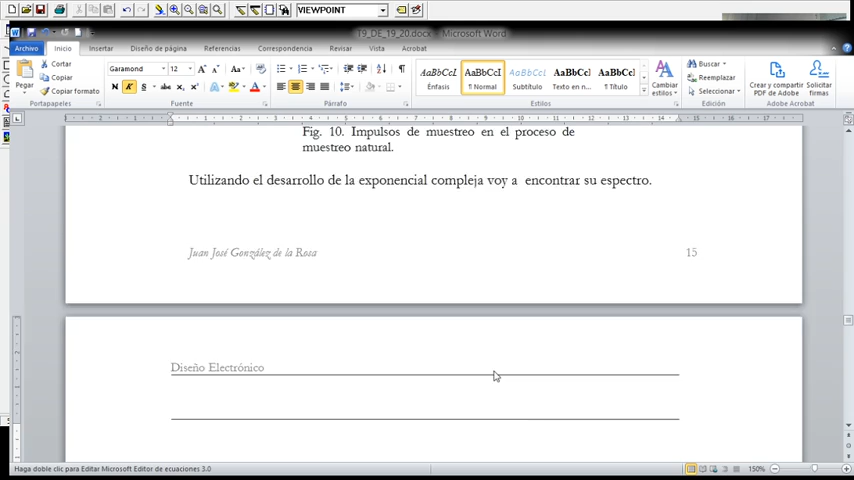 VIEWPOINT
T9_DE_19_20.docx - Microsoft Word
Archivo Inicio Insertar Diseño de página Referencias Correspondencia Revisar Vista Acrobat
Pegar
Cortar
Copiar
Copiar formato
Portapapeles
Garamond 12
Fuente
Párrafo
AaBbCcL AaBbCcI AaBbCcL AaBbCc AaBbCc
Énfasis ¶ Normal Subtítulo Texto en n... ¶ Título
Cambiar estilos
Estilos
Buscar
Reemplazar
Seleccionar
Edición
Crear y compartir PDF de Adobe
Solicitar firmas
Adobe Acrobat
Fig. 10. Impulsos de muestreo en el proceso de
muestreo natural.
Utilizando el desarrollo de la exponencial compleja voy a encontrar su espectro.
Juan José González de la Rosa 15
Diseño Electrónico
Haga doble clic para Editar Microsoft Editor de ecuaciones 3.0
150%